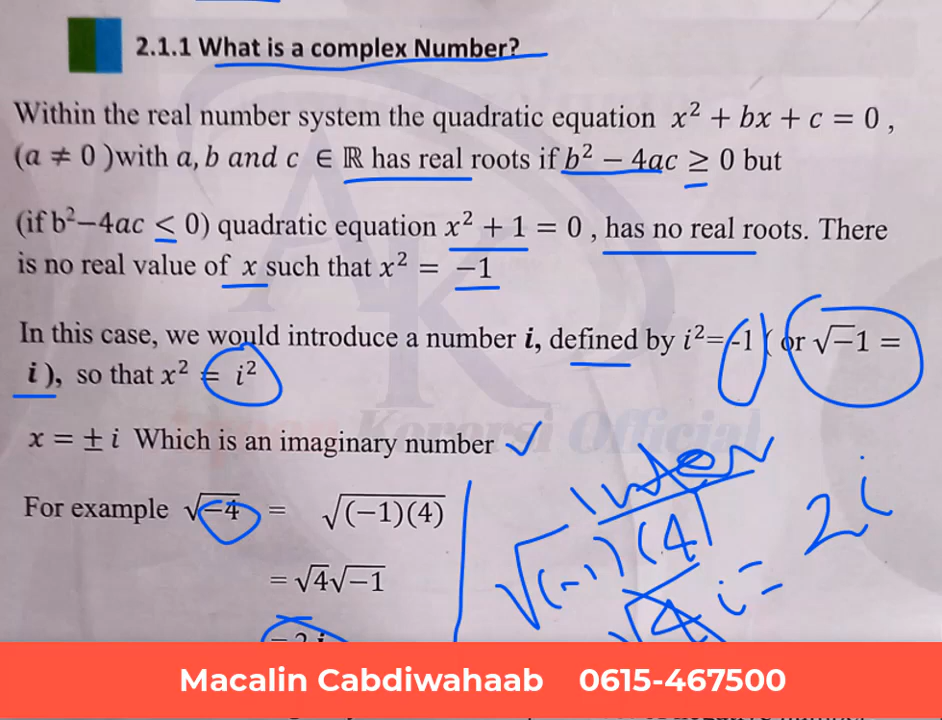 2.1.1 What is a complex Number?
Within the real number system the quadratic equation x² + bx + c = 0 ,
(a ≠ 0 )with a, b and c ∈ ℝ has real roots if b² − 4ac ≥ 0 but
(if b²−4ac < 0) quadratic equation x² + 1 = 0 , has no real roots. There
is no real value of x such that x² = −1
In this case, we would introduce a number i, defined by i²=-1 ( or √−1 =
i ), so that x² = i²
x = ± i Which is an imaginary number
Official
For example √−4 = √(−1)(4)
√(-1)(4)
= √4√−1
√4 i = 2i
= 2 i
Macalin Cabdiwahaab 0615-467500